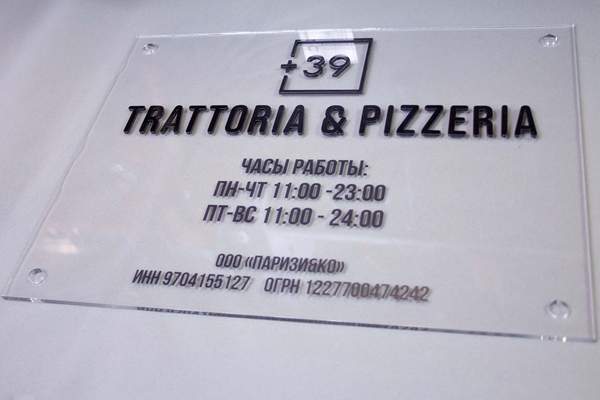 +39
TRATTORIA & PIZZERIA
ЧАСЫ РАБОТЫ:
ПН-ЧТ 11:00 -23:00
ПТ-ВС 11:00 - 24:00
ООО «ПАРИЗИ&КО»
ИНН 9704155127 ОГРН 1227700474242